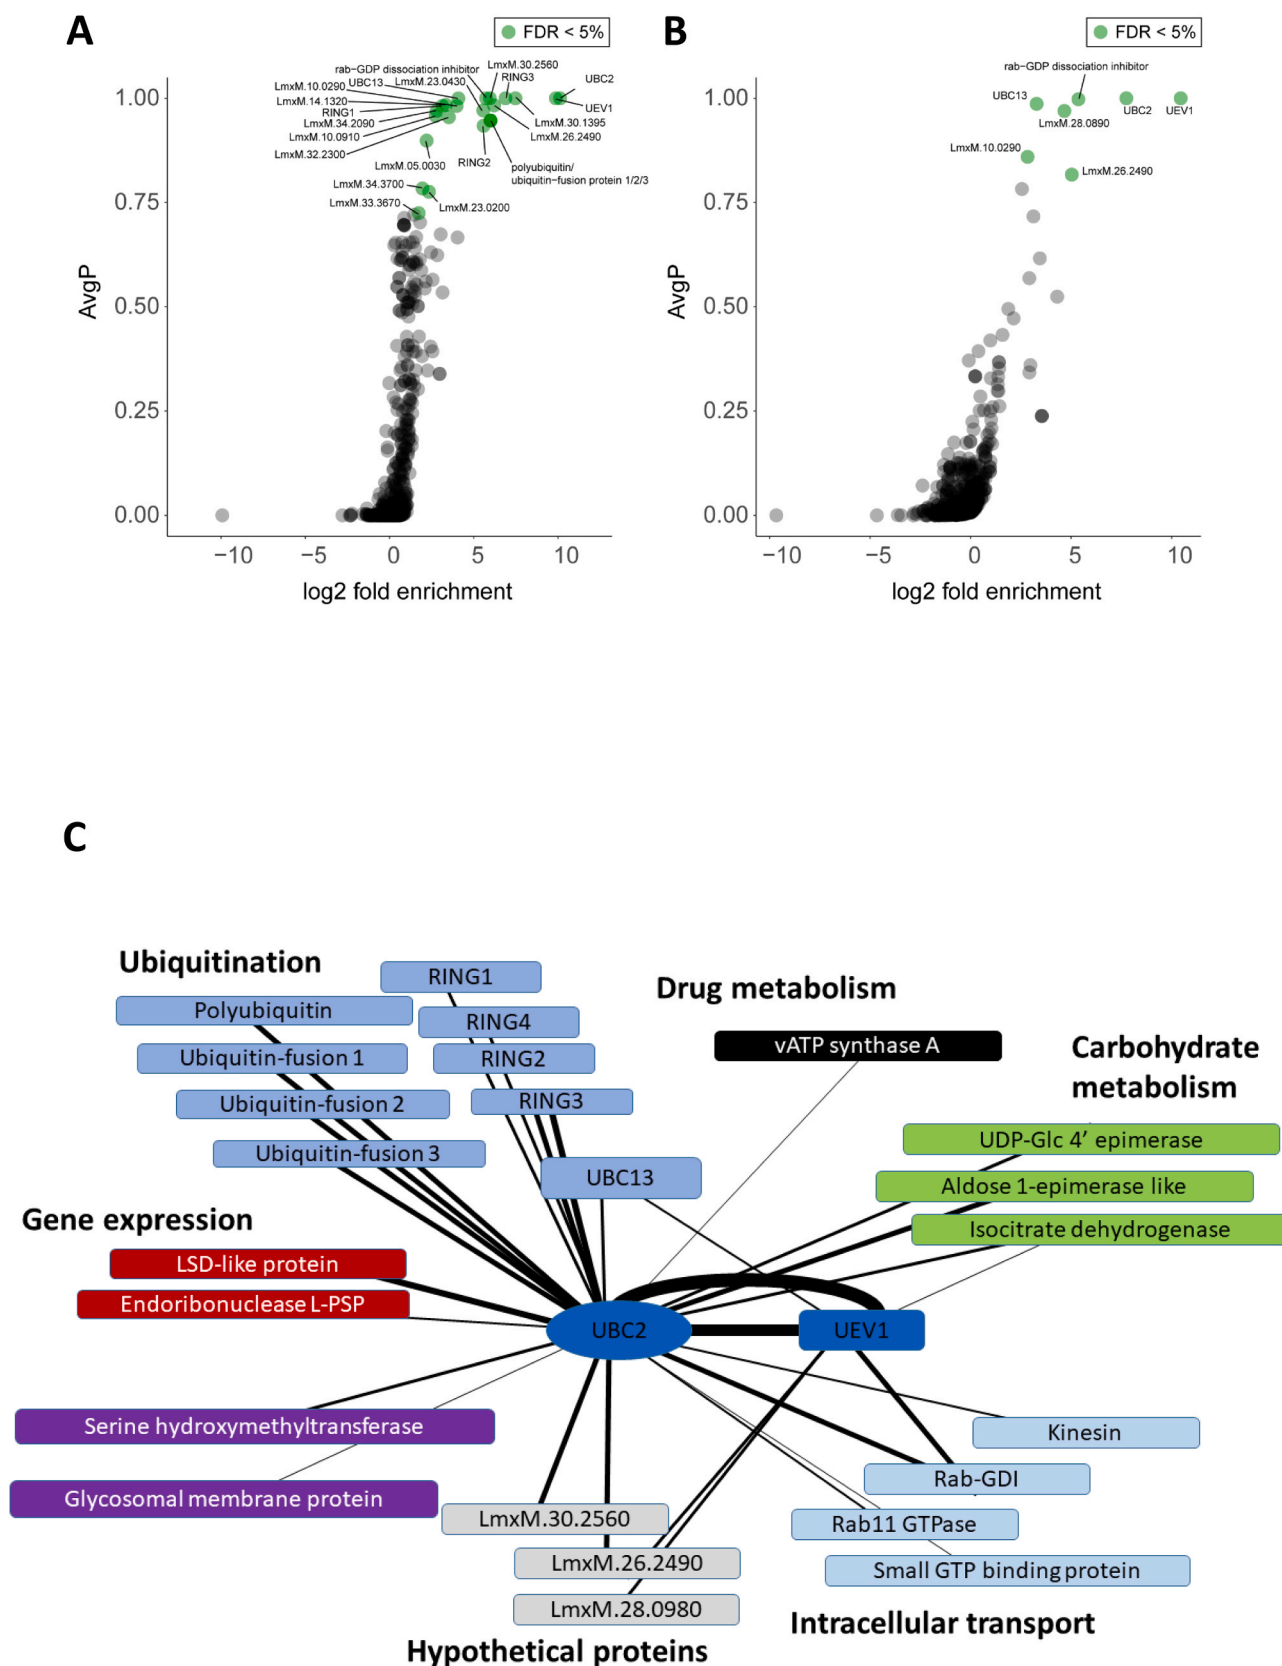 A
FDR < 5%
rab−GDP dissociation inhibitor
LmxM.30.2560
UBC13
LmxM.23.0430
RING3
UBC2
LmxM.10.0290
LmxM.14.1320
RING1
LmxM.34.2090
LmxM.10.0910
LmxM.32.2300
UEV1
LmxM.30.1395
LmxM.26.2490
LmxM.05.0030
RING2
polyubiquitin/
ubiquitin−fusion protein 1/2/3
LmxM.34.3700
LmxM.33.3670
LmxM.23.0200
1.00
0.75
0.50
0.25
0.00
AvgP
−10
−5
0
5
10
log2 fold enrichment
B
FDR < 5%
rab−GDP dissociation inhibitor
UBC13
UBC2
UEV1
LmxM.28.0890
LmxM.10.0290
LmxM.26.2490
1.00
0.75
0.50
0.25
0.00
AvgP
−10
−5
0
5
10
log2 fold enrichment
C
Ubiquitination
RING1
Polyubiquitin
RING4
Ubiquitin-fusion 1
RING2
Ubiquitin-fusion 2
RING3
Ubiquitin-fusion 3
UBC13
Drug metabolism
vATP synthase A
Carbohydrate
metabolism
UDP-Glc 4’ epimerase
Aldose 1-epimerase like
Isocitrate dehydrogenase
Gene expression
LSD-like protein
Endoribonuclease L-PSP
UBC2
UEV1
Serine hydroxymethyltransferase
Glycosomal membrane protein
Kinesin
Rab-GDI
Rab11 GTPase
Small GTP binding protein
Intracellular transport
LmxM.30.2560
LmxM.26.2490
LmxM.28.0980
Hypothetical proteins